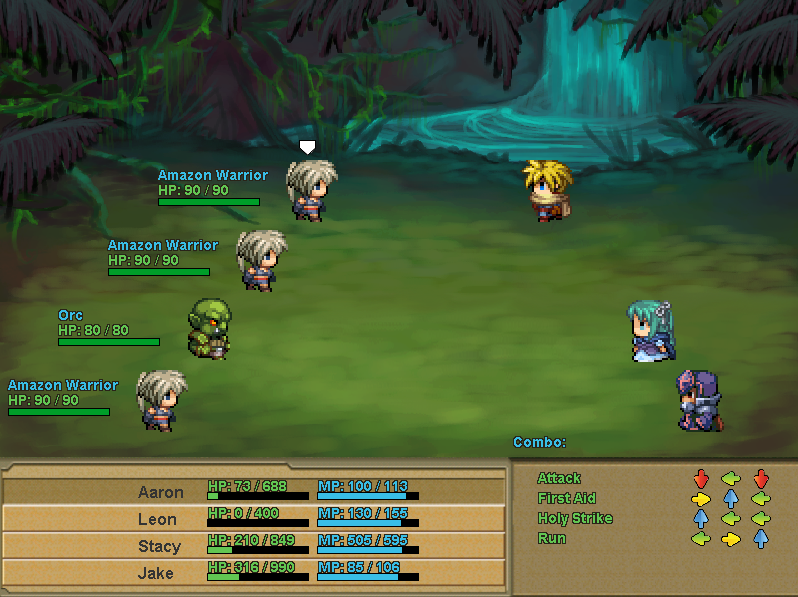 Amazon Warrior
HP: 90 / 90
Amazon Warrior
HP: 90 / 90
Orc
HP: 80 / 80
Amazon Warrior
HP: 90 / 90
Combo:
Aaron HP: 73 / 688 MP: 100 / 113
Leon HP: 0 / 400 MP: 130 / 155
Stacy HP: 210 / 849 MP: 505 / 595
Jake HP: 316 / 990 MP: 85 / 106
Attack
First Aid
Holy Strike
Run